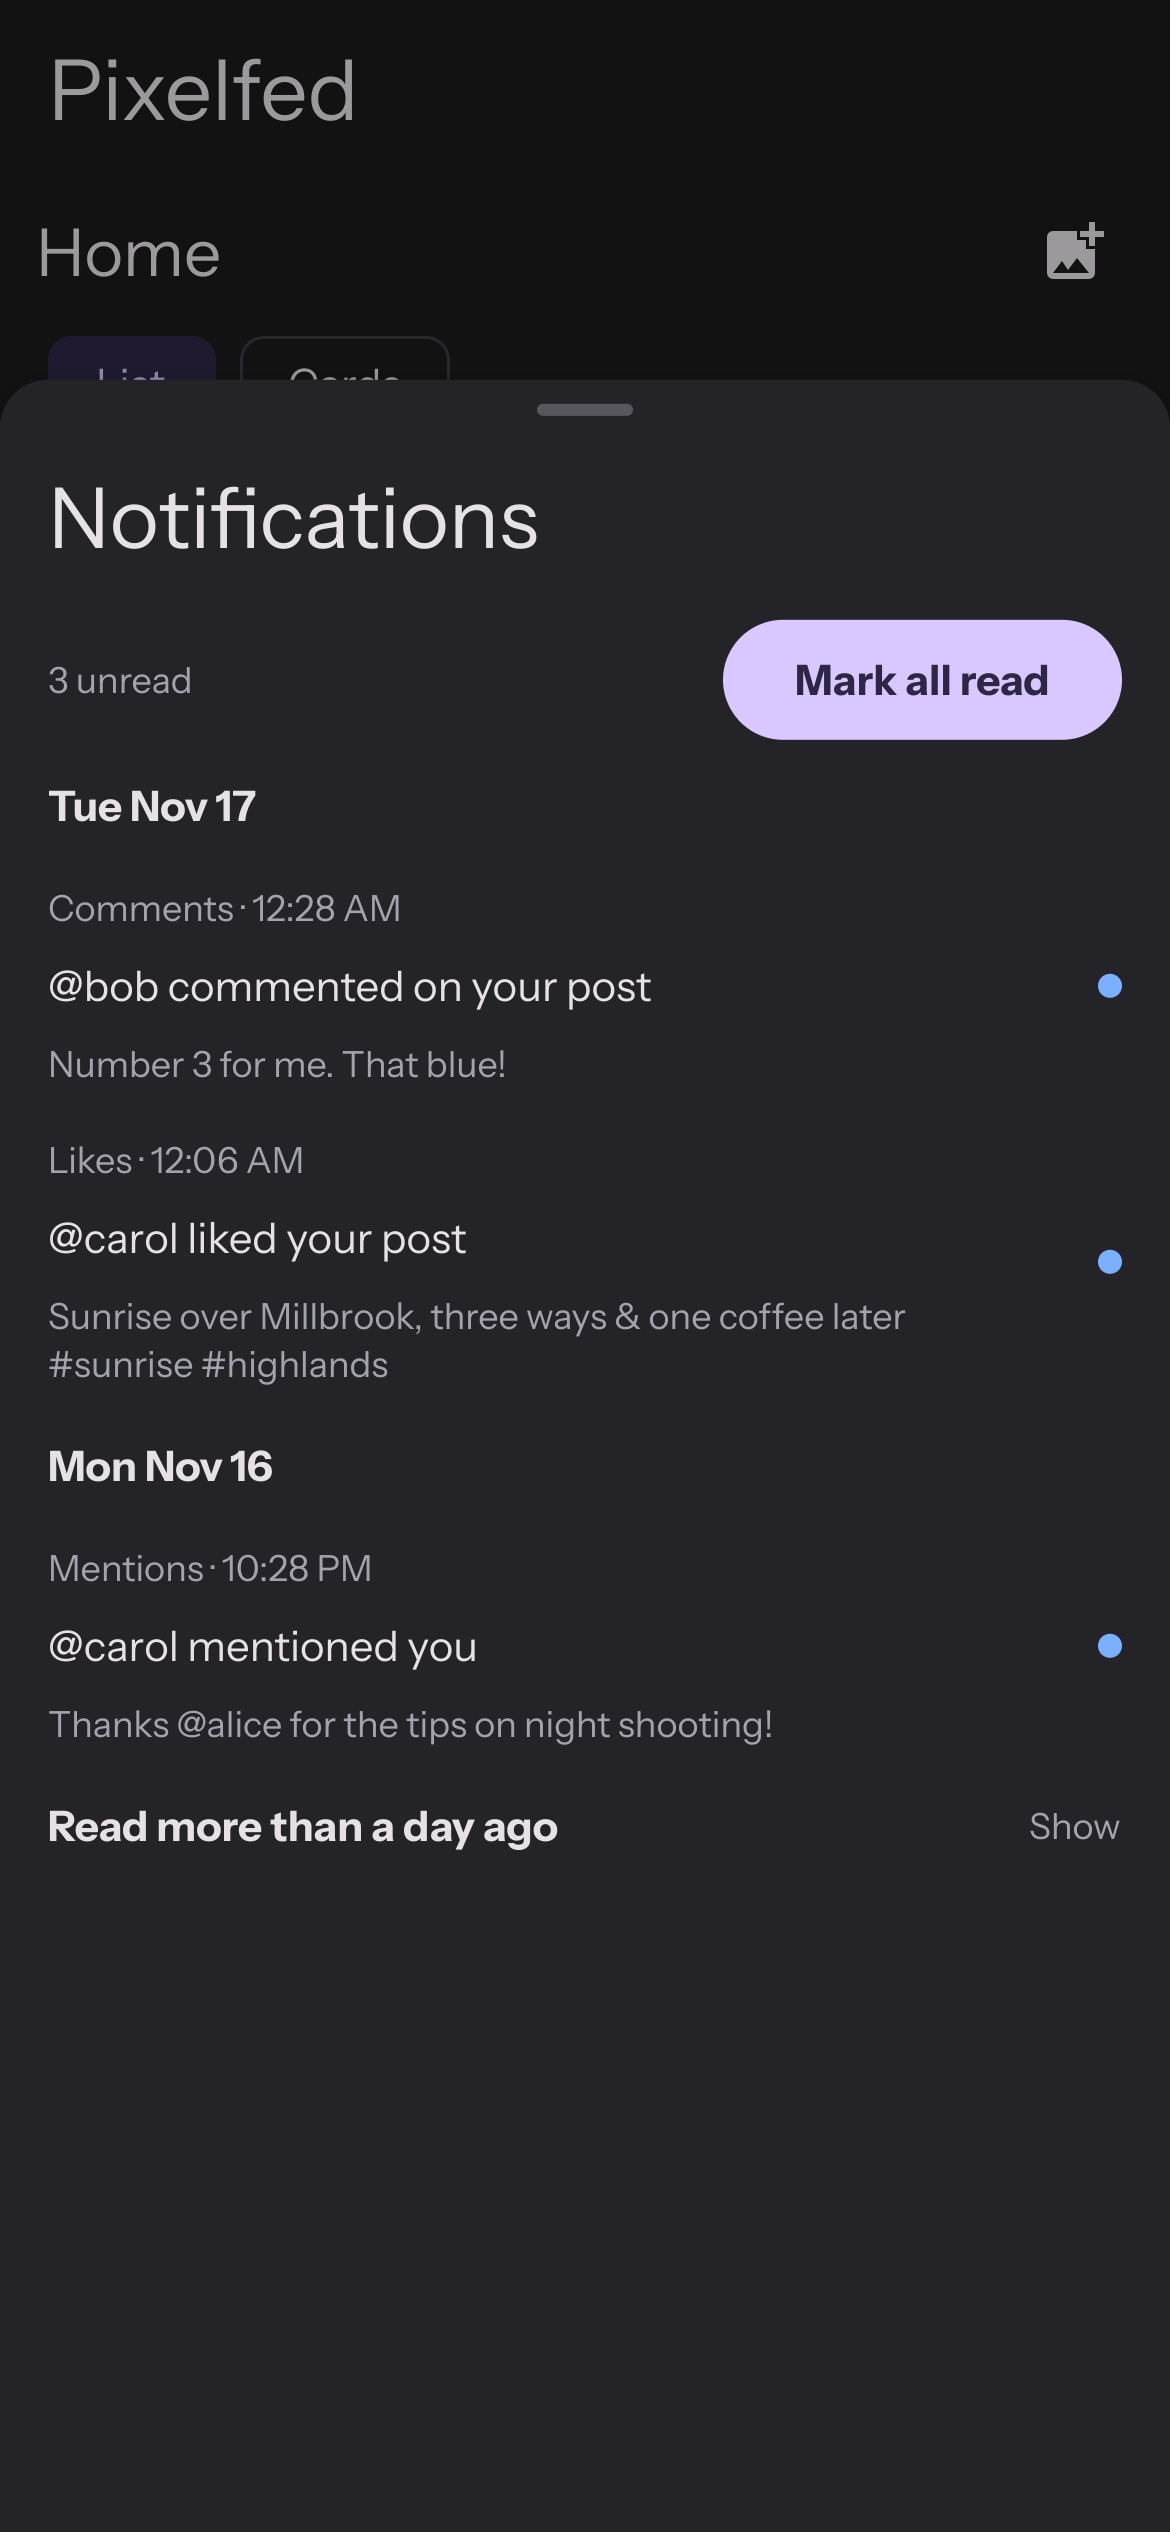 Pixelfed
Home
List
Cards
Notifications
3 unread
Mark all read
Tue Nov 17
Comments · 12:28 AM
@bob commented on your post
Number 3 for me. That blue!
Likes · 12:06 AM
@carol liked your post
Sunrise over Millbrook, three ways & one coffee later
#sunrise #highlands
Mon Nov 16
Mentions · 10:28 PM
@carol mentioned you
Thanks @alice for the tips on night shooting!
Read more than a day ago
Show